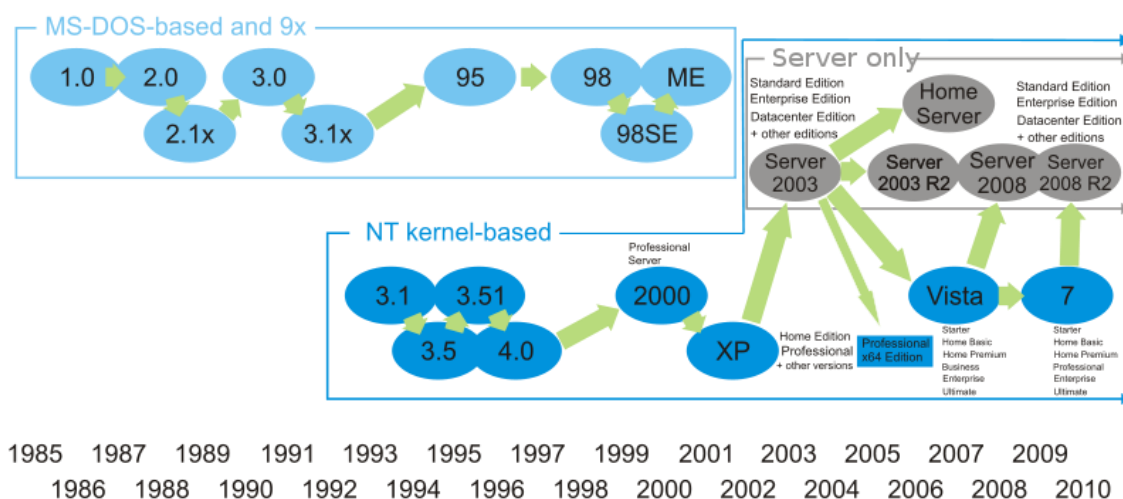 MS-DOS-based and 9x
1.0
2.0
3.0
95
98
ME
2.1x
3.1x
98SE
Server only
Standard Edition
Enterprise Edition
Datacenter Edition
+ other editions
Home
Server
Standard Edition
Enterprise Edition
Datacenter Edition
+ other editions
Server
2003
Server
2003 R2
Server
2008
Server
2008 R2
NT kernel-based
Professional
Server
3.1
3.51
2000
Vista
7
3.5
4.0
XP
Home Edition
Professional
+ other versions
Professional
x64 Edition
Starter
Home Basic
Home Premium
Business
Enterprise
Ultimate
Starter
Home Basic
Home Premium
Professional
Enterprise
Ultimate
1985 1987 1989 1991 1993 1995 1997 1999 2001 2003 2005 2007 2009
1986 1988 1990 1992 1994 1996 1998 2000 2002 2004 2006 2008 2010